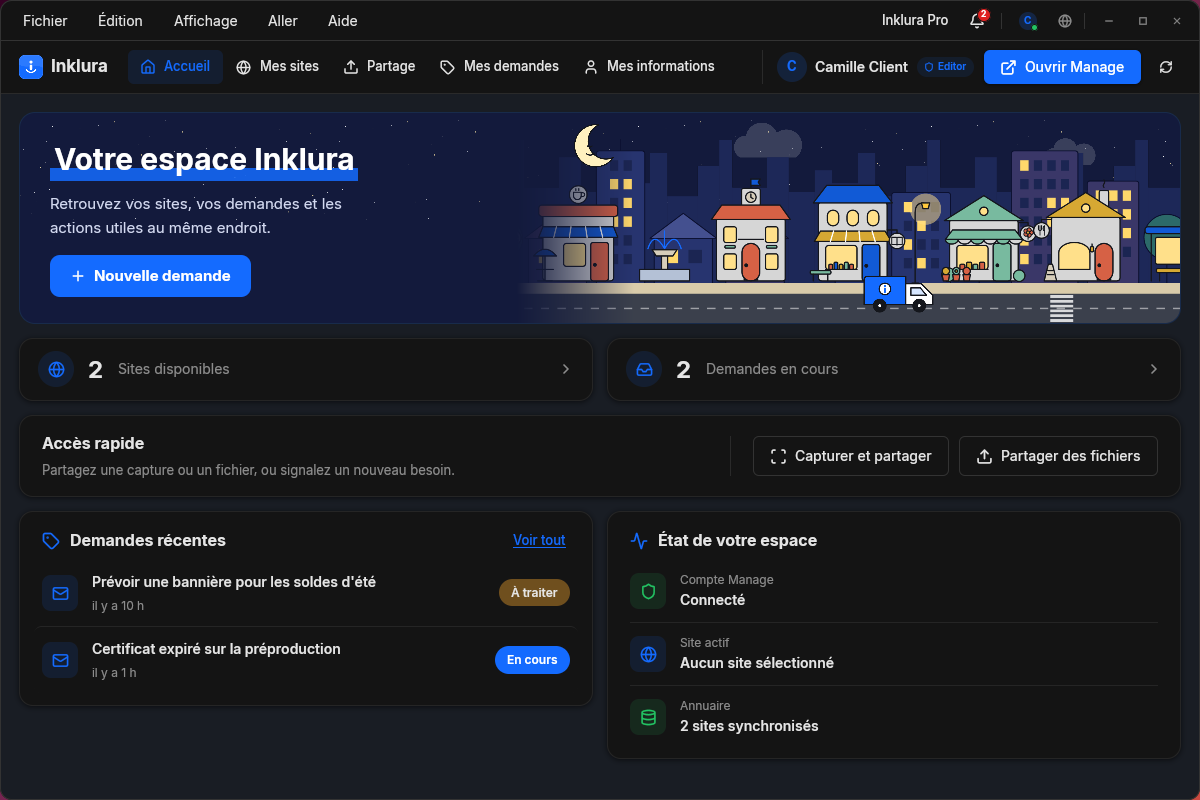 Fichier Édition Affichage Aller Aide Inklura Pro 2 C
Inklura Accueil Mes sites Partage Mes demandes Mes informations C Camille Client Editor Ouvrir Manage
Votre espace Inklura
Retrouvez vos sites, vos demandes et les
actions utiles au même endroit.
Nouvelle demande
2 Sites disponibles
2 Demandes en cours
Accès rapide
Partagez une capture ou un fichier, ou signalez un nouveau besoin.
Capturer et partager
Partager des fichiers
Demandes récentes
Voir tout
Prévoir une bannière pour les soldes d'été
il y a 10 h
À traiter
Certificat expiré sur la préproduction
il y a 1 h
En cours
État de votre espace
Compte Manage
Connecté
Site actif
Aucun site sélectionné
Annuaire
2 sites synchronisés